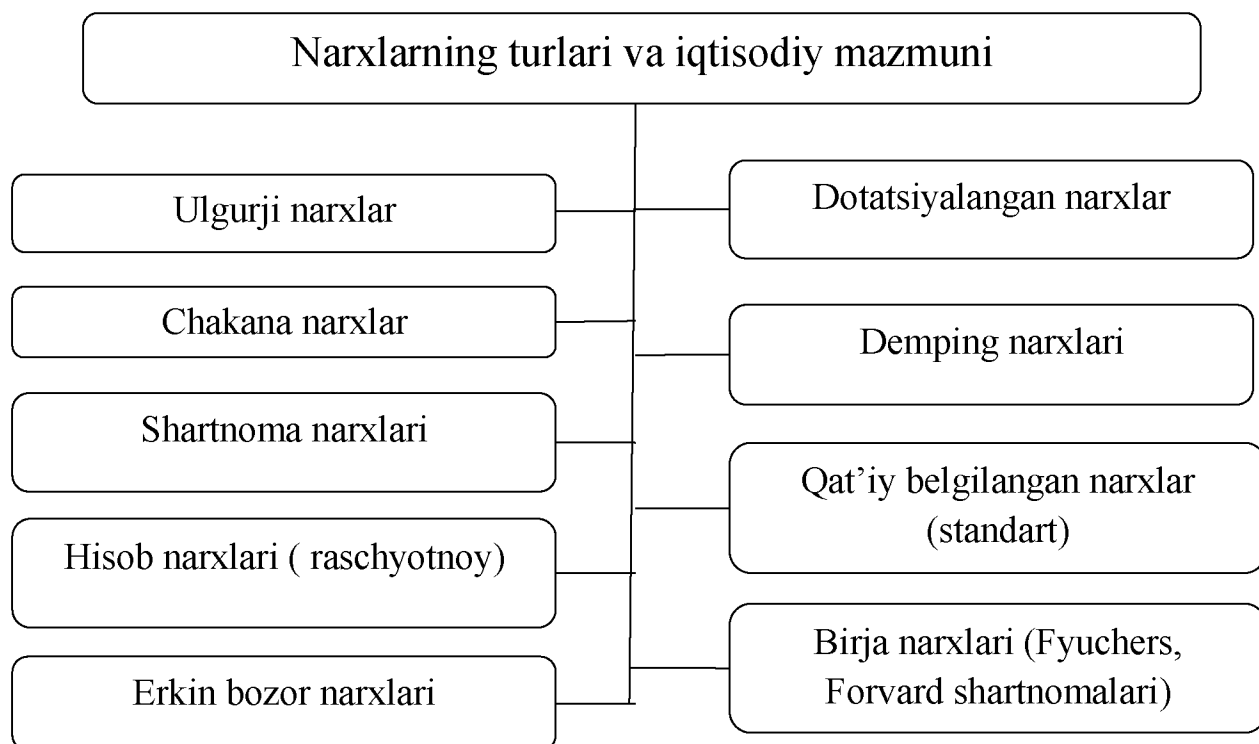 Narxlarning turlari va iqtisodiy mazmuni
Ulgurji narxlar
Chakana narxlar
Shartnoma narxlari
Hisob narxlari ( raschyotnoy)
Erkin bozor narxlari
Dotatsiyalangan narxlar
Demping narxlari
Qat’iy belgilangan narxlar
(standart)
Birja narxlari (Fyuchers,
Forvard shartnomalari)